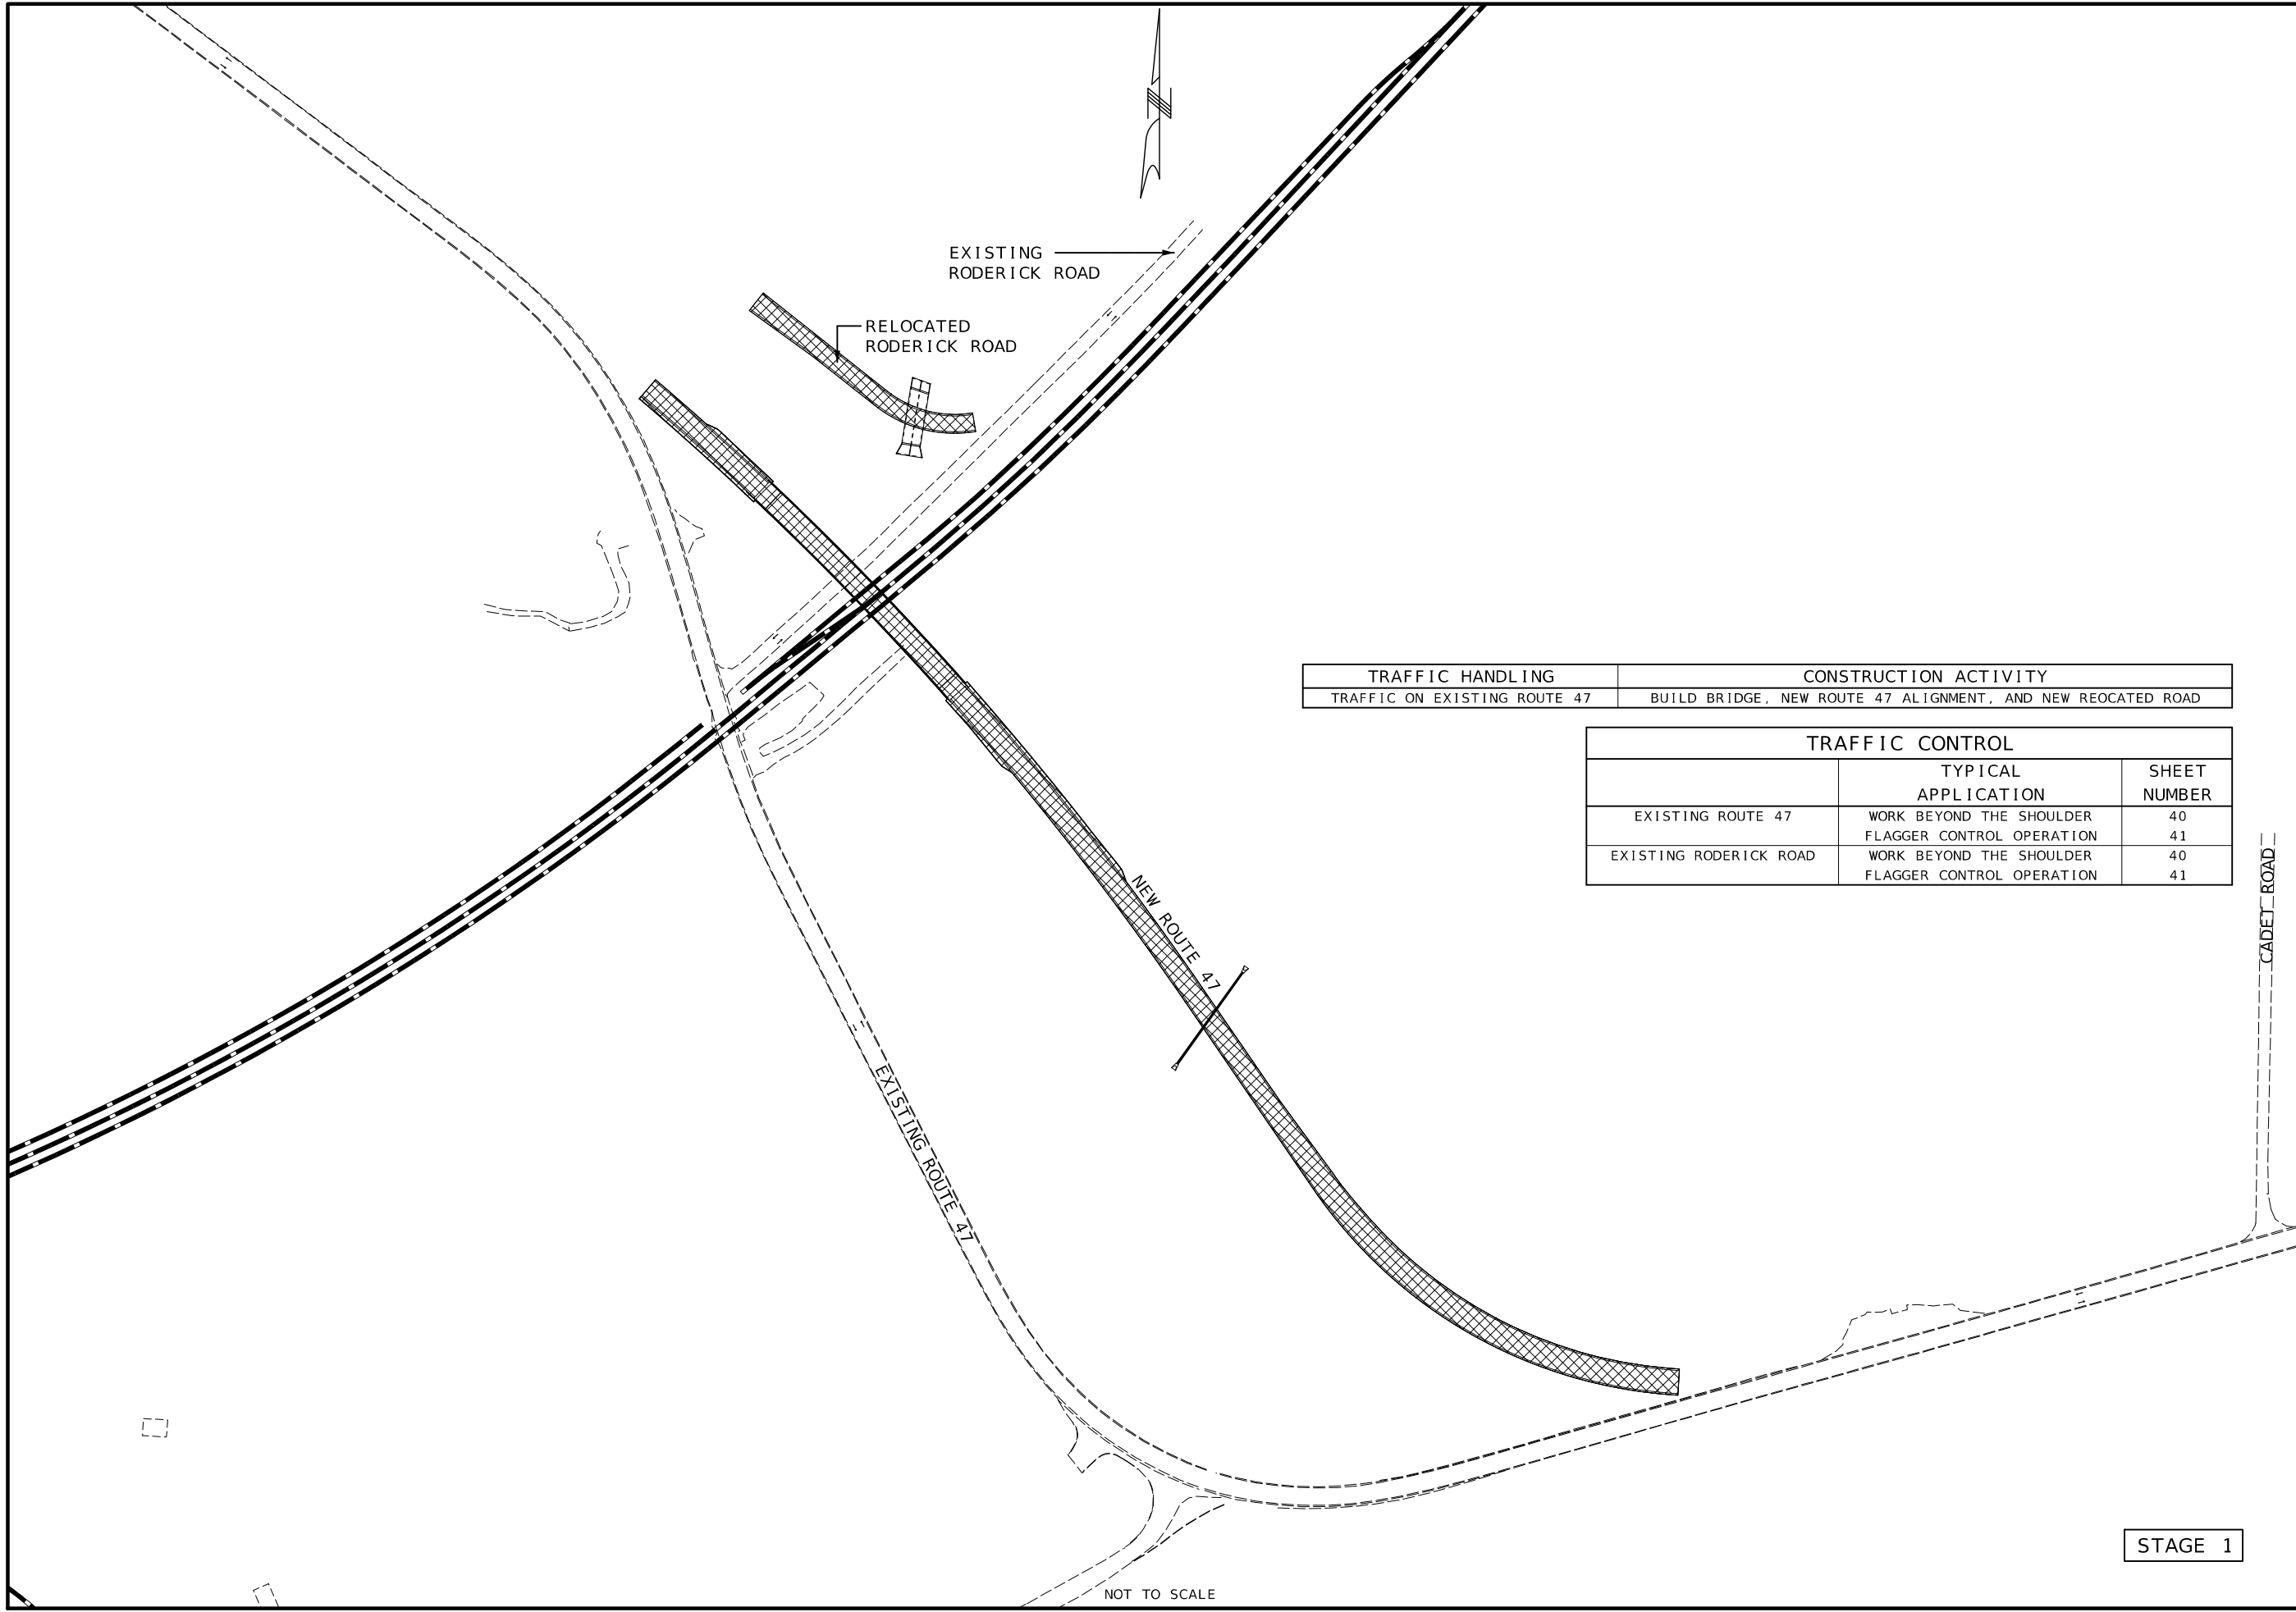 N
EXISTING
RODERICK ROAD
RELOCATED
RODERICK ROAD
TRAFFIC HANDLING CONSTRUCTION ACTIVITY
TRAFFIC ON EXISTING ROUTE 47 BUILD BRIDGE, NEW ROUTE 47 ALIGNMENT, AND NEW REOCATED ROAD
TRAFFIC CONTROL
TYPICAL SHEET
APPLICATION NUMBER
EXISTING ROUTE 47 WORK BEYOND THE SHOULDER 40
FLAGGER CONTROL OPERATION 41
EXISTING RODERICK ROAD WORK BEYOND THE SHOULDER 40
FLAGGER CONTROL OPERATION 41
CADET ROAD
NEW ROUTE 47
EXISTING ROUTE 47
STAGE 1
NOT TO SCALE